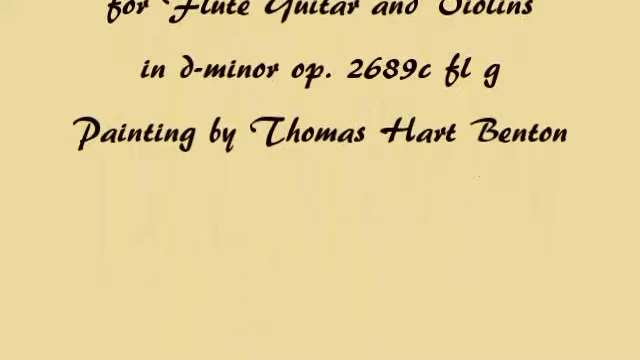 for Flute Guitar and Violins
in d-minor op. 2689c fl g
Painting by Thomas Hart Benton